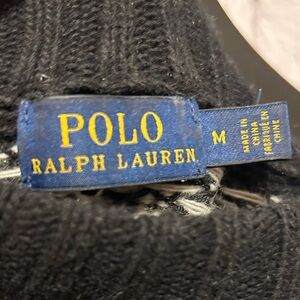 POLO
RALPH LAUREN
M
MADE IN
CHINA
FABRIQUÉ EN
CHINE